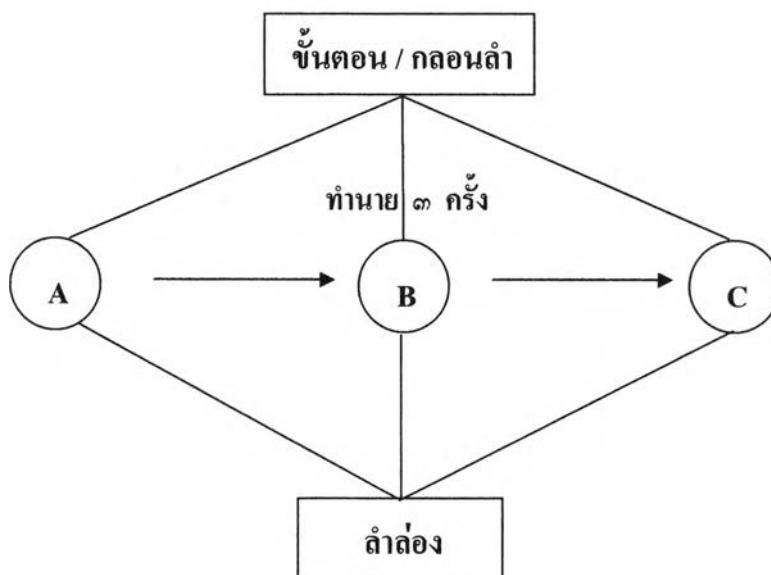 ขั้นตอน / กลอนลำ
ทำนาย ๓ ครั้ง
A
B
C
ลำล่อง